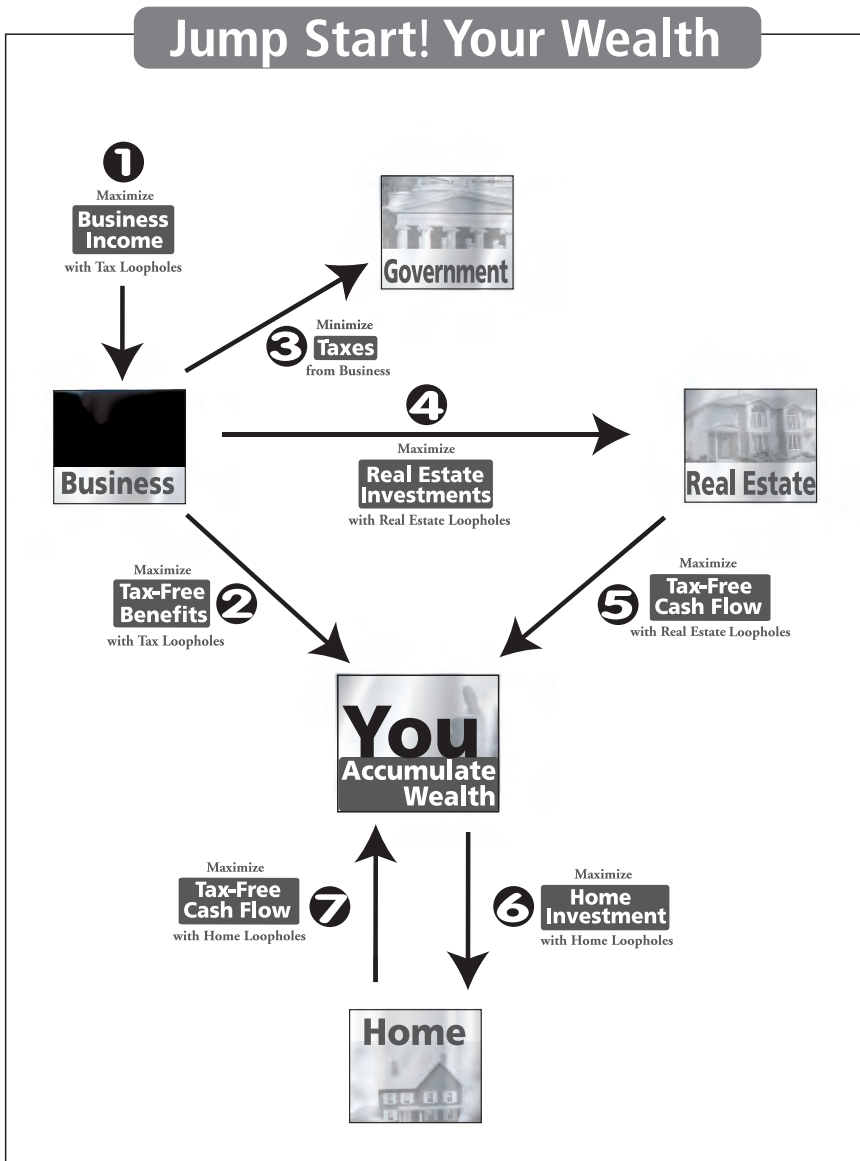 Jump Start! Your Wealth
1
Maximize
Business
Income
with Tax Loopholes
Government
Minimize
3 Taxes
from Business
4
Maximize
Real Estate
Investments
with Real Estate Loopholes
Business
Real Estate
Maximize
Tax-Free
Benefits
2
with Tax Loopholes
Maximize
5
Tax-Free
Cash Flow
with Real Estate Loopholes
You
Accumulate
Wealth
Maximize
Tax-Free
Cash Flow
7
with Home Loopholes
Maximize
6
Home
Investment
with Home Loopholes
Home